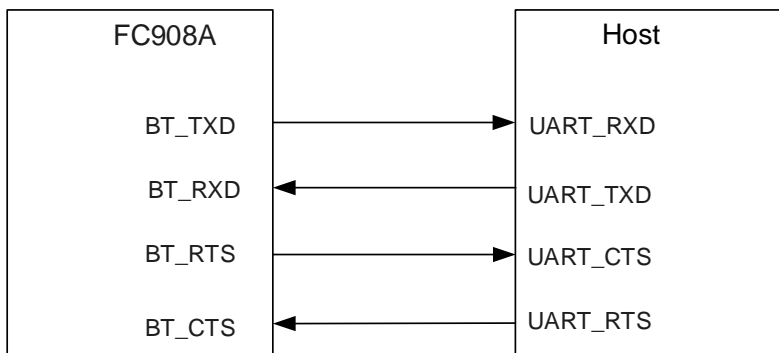 FC908A
Host
BT_TXD
UART_RXD
BT_RXD
UART_TXD
BT_RTS
UART_CTS
BT_CTS
UART_RTS